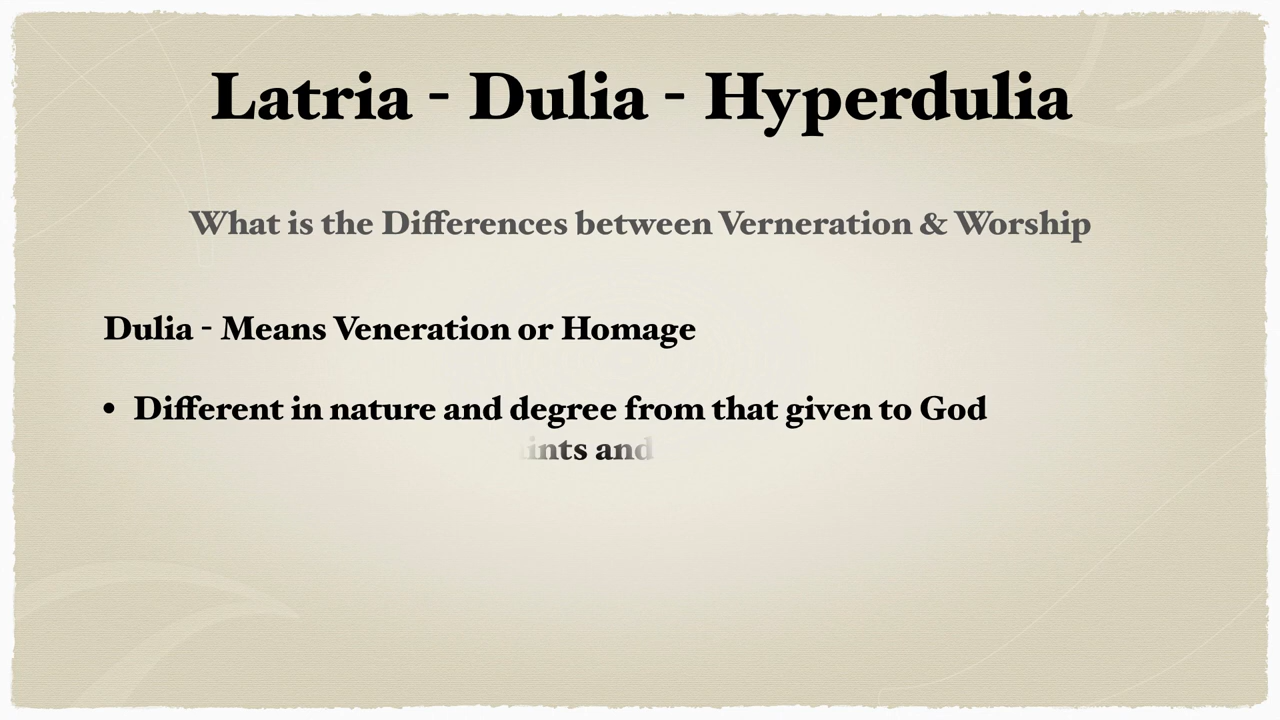 Latria - Dulia - Hyperdulia
What is the Differences between Verneration & Worship
Dulia - Means Veneration or Homage
• Different in nature and degree from that given to God
and